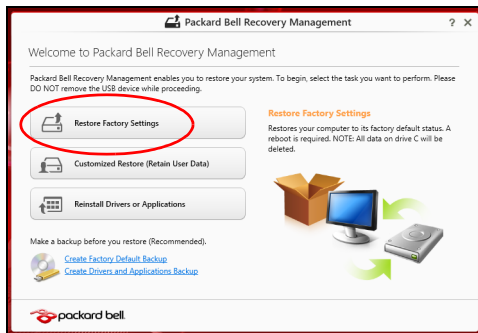 Packard Bell Recovery Management
? X
Welcome to Packard Bell Recovery Management
Packard Bell Recovery Management enables you to restore your system. To begin, select the task you want to perform. Please
DO NOT remove the USB device while proceeding.
Restore Factory Settings
Customized Restore (Retain User Data)
Reinstall Drivers or Applications
Restore Factory Settings
Restores your computer to its factory default status. A
reboot is required. NOTE: All data on drive C will be
deleted.
Make a backup before you restore (Recommended).
Create Factory Default Backup
Create Drivers and Applications Backup
packard bell.